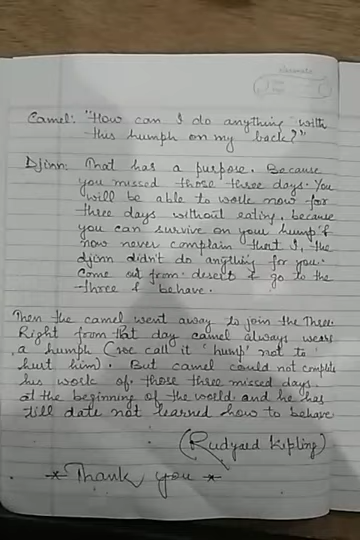 Camel: "How can I do anything with
this humph on my back?"
Djinn: That has a purpose. Because
you missed those three days. You
will be able to work now for
three days without eating, because
you can survive on your hump &
now never complain that I, the
djinn didn't do anything for you.
Come out from desert & go to the
three & behave.
Then the camel went away to join the Three.
Right from that day camel always wears
a humph (we call it 'hump' not to
hurt him). But camel could not complete
his work of those three missed days
at the beginning of the world and he has
till date not learned how to behave
(Rudyard Kipling)
Thank you